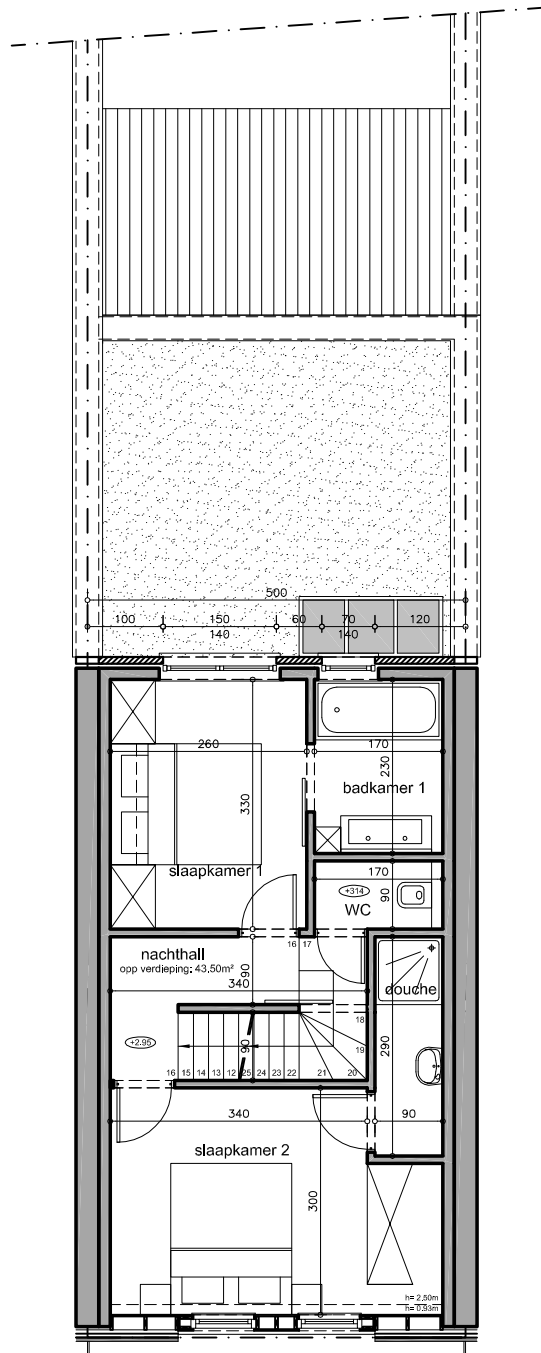 500
100 150 60 70 120
140 140
260 170
230
badkamer 1
330
slaapkamer 1
170
90
+314
WC
16 17
nachthall
opp verdieping: 43,50m²
90
340
douche
18
+2.95
90
19
290
16 15 14 13 12 25 24 23 22 21 20
340 90
slaapkamer 2
300
h= 2,50m
h= 0.93m